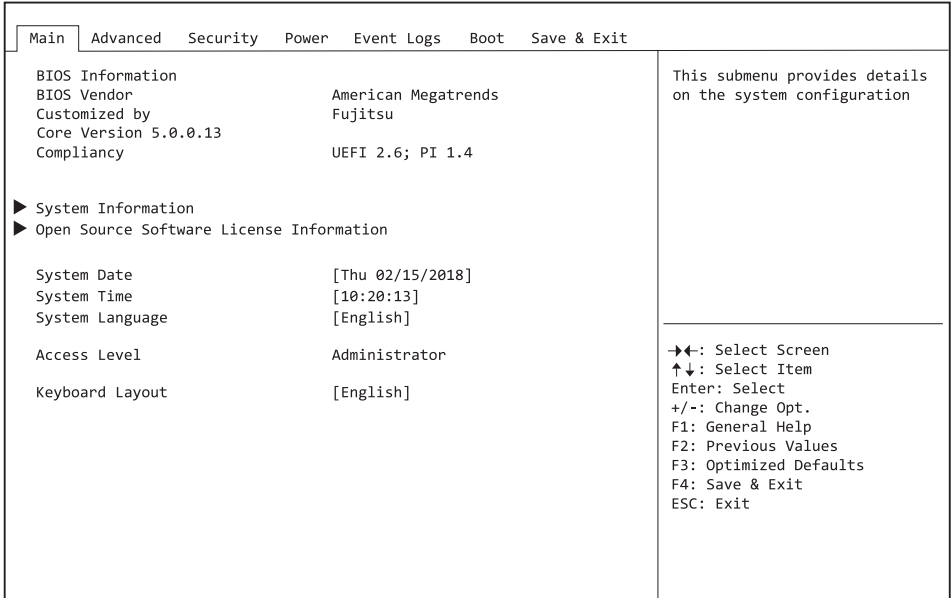 Main Advanced Security Power Event Logs Boot Save & Exit
BIOS Information
BIOS Vendor American Megatrends
Customized by Fujitsu
Core Version 5.0.0.13
Compliancy UEFI 2.6; PI 1.4
▶ System Information
▶ Open Source Software License Information
System Date [Thu 02/15/2018]
System Time [10:20:13]
System Language [English]
Access Level Administrator
Keyboard Layout [English]
This submenu provides details
on the system configuration
→←: Select Screen
↑↓: Select Item
Enter: Select
+/-: Change Opt.
F1: General Help
F2: Previous Values
F3: Optimized Defaults
F4: Save & Exit
ESC: Exit